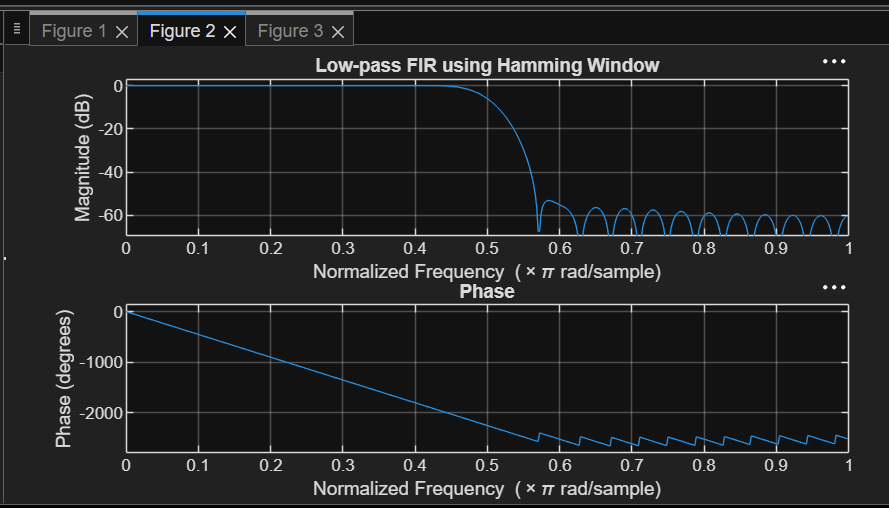 Figure 1 × Figure 2 × Figure 3 ×
Low-pass FIR using Hamming Window
Magnitude (dB)
0
-20
-40
-60
0 0.1 0.2 0.3 0.4 0.5 0.6 0.7 0.8 0.9 1
Normalized Frequency ( × π rad/sample)
Phase
Phase (degrees)
0
-1000
-2000
0 0.1 0.2 0.3 0.4 0.5 0.6 0.7 0.8 0.9 1
Normalized Frequency ( × π rad/sample)